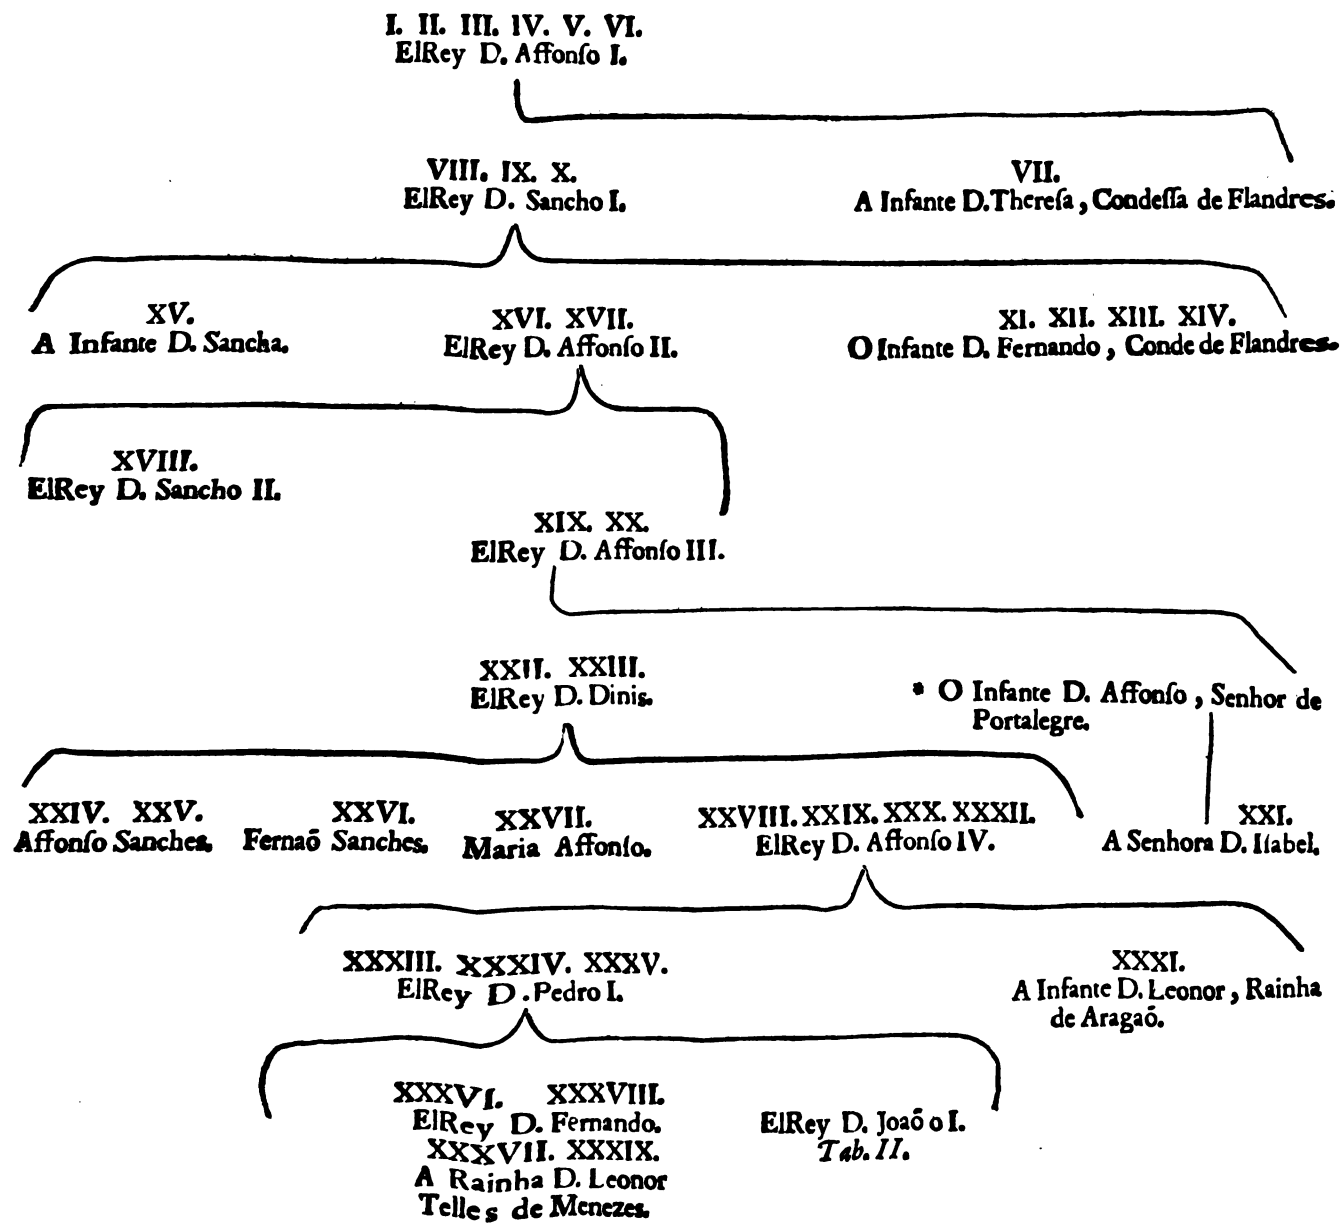 I. II. III. IV. V. VI.
ElRey D. Affonſo I.
VIII. IX. X.
ElRey D. Sancho I.
VII.
A Infante D. Thereſa, Condeſſa de Flandres.
XV.
A Infante D. Sancha.
XVI. XVII.
ElRey D. Affonſo II.
XI. XII. XIII. XIV.
O Infante D. Fernando, Conde de Flandres.
XVIII.
ElRey D. Sancho II.
XIX. XX.
ElRey D. Affonſo III.
XXII. XXIII.
ElRey D. Dinis.
* O Infante D. Affonſo, Senhor de
Portalegre.
XXIV. XXV.
Affonſo Sanches.
XXVI.
Fernaõ Sanches.
XXVII.
Maria Affonſo.
XXVIII. XXIX. XXX. XXXII.
ElRey D. Affonſo IV.
XXI.
A Senhora D. Iſabel.
XXXIII. XXXIV. XXXV.
ElRey D. Pedro I.
XXXI.
A Infante D. Leonor, Rainha
de Aragaõ.
XXXVI. XXXVIII.
ElRey D. Fernando.
XXXVII. XXXIX.
A Rainha D. Leonor
Telles de Menezes.
ElRey D. Joaõ o I.
Tab. II.